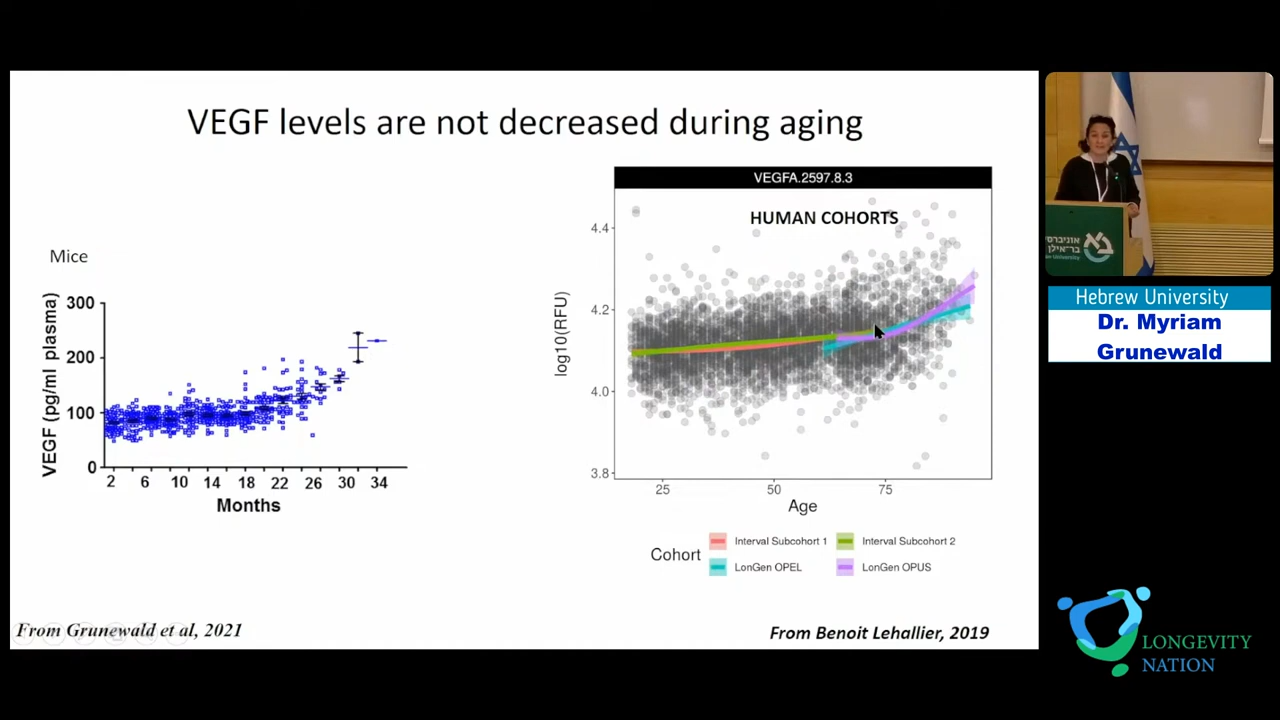 VEGF levels are not decreased during aging
Mice
VEGF (pg/ml plasma)
300
200
100
0
2 6 10 14 18 22 26 30 34
Months
From Grunewald et al, 2021
VEGFA.2597.8.3
HUMAN COHORTS
log10(RFU)
4.4
4.2
4.0
3.8
25 50 75
Age
Cohort
Interval Subcohort 1
Interval Subcohort 2
LonGen OPEL
LonGen OPUS
From Benoit Lehallier, 2019
Hebrew University
Dr. Myriam
Grunewald
LONGEVITY
NATION